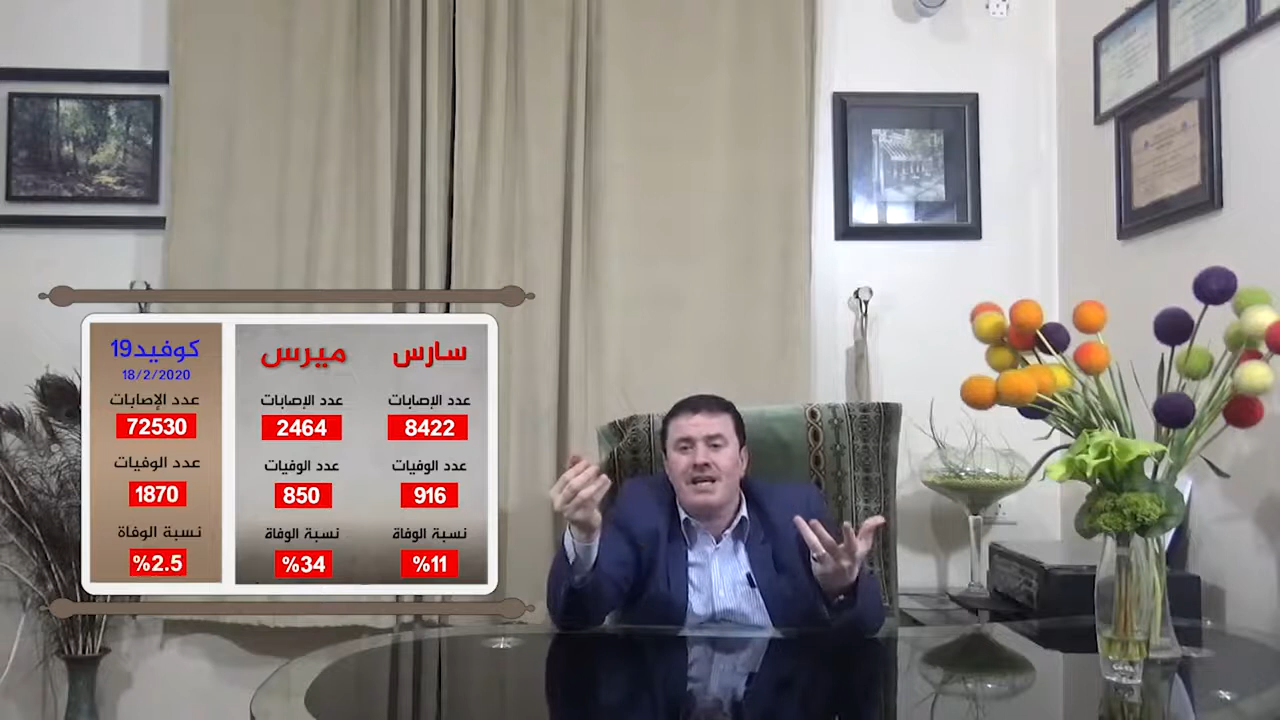 سارس
عدد الإصابات
8422
عدد الوفيات
916
نسبة الوفاة
%11
ميرس
عدد الإصابات
2464
عدد الوفيات
850
نسبة الوفاة
%34
كوفيد19
18/2/2020
عدد الإصابات
72530
عدد الوفيات
1870
نسبة الوفاة
%2.5